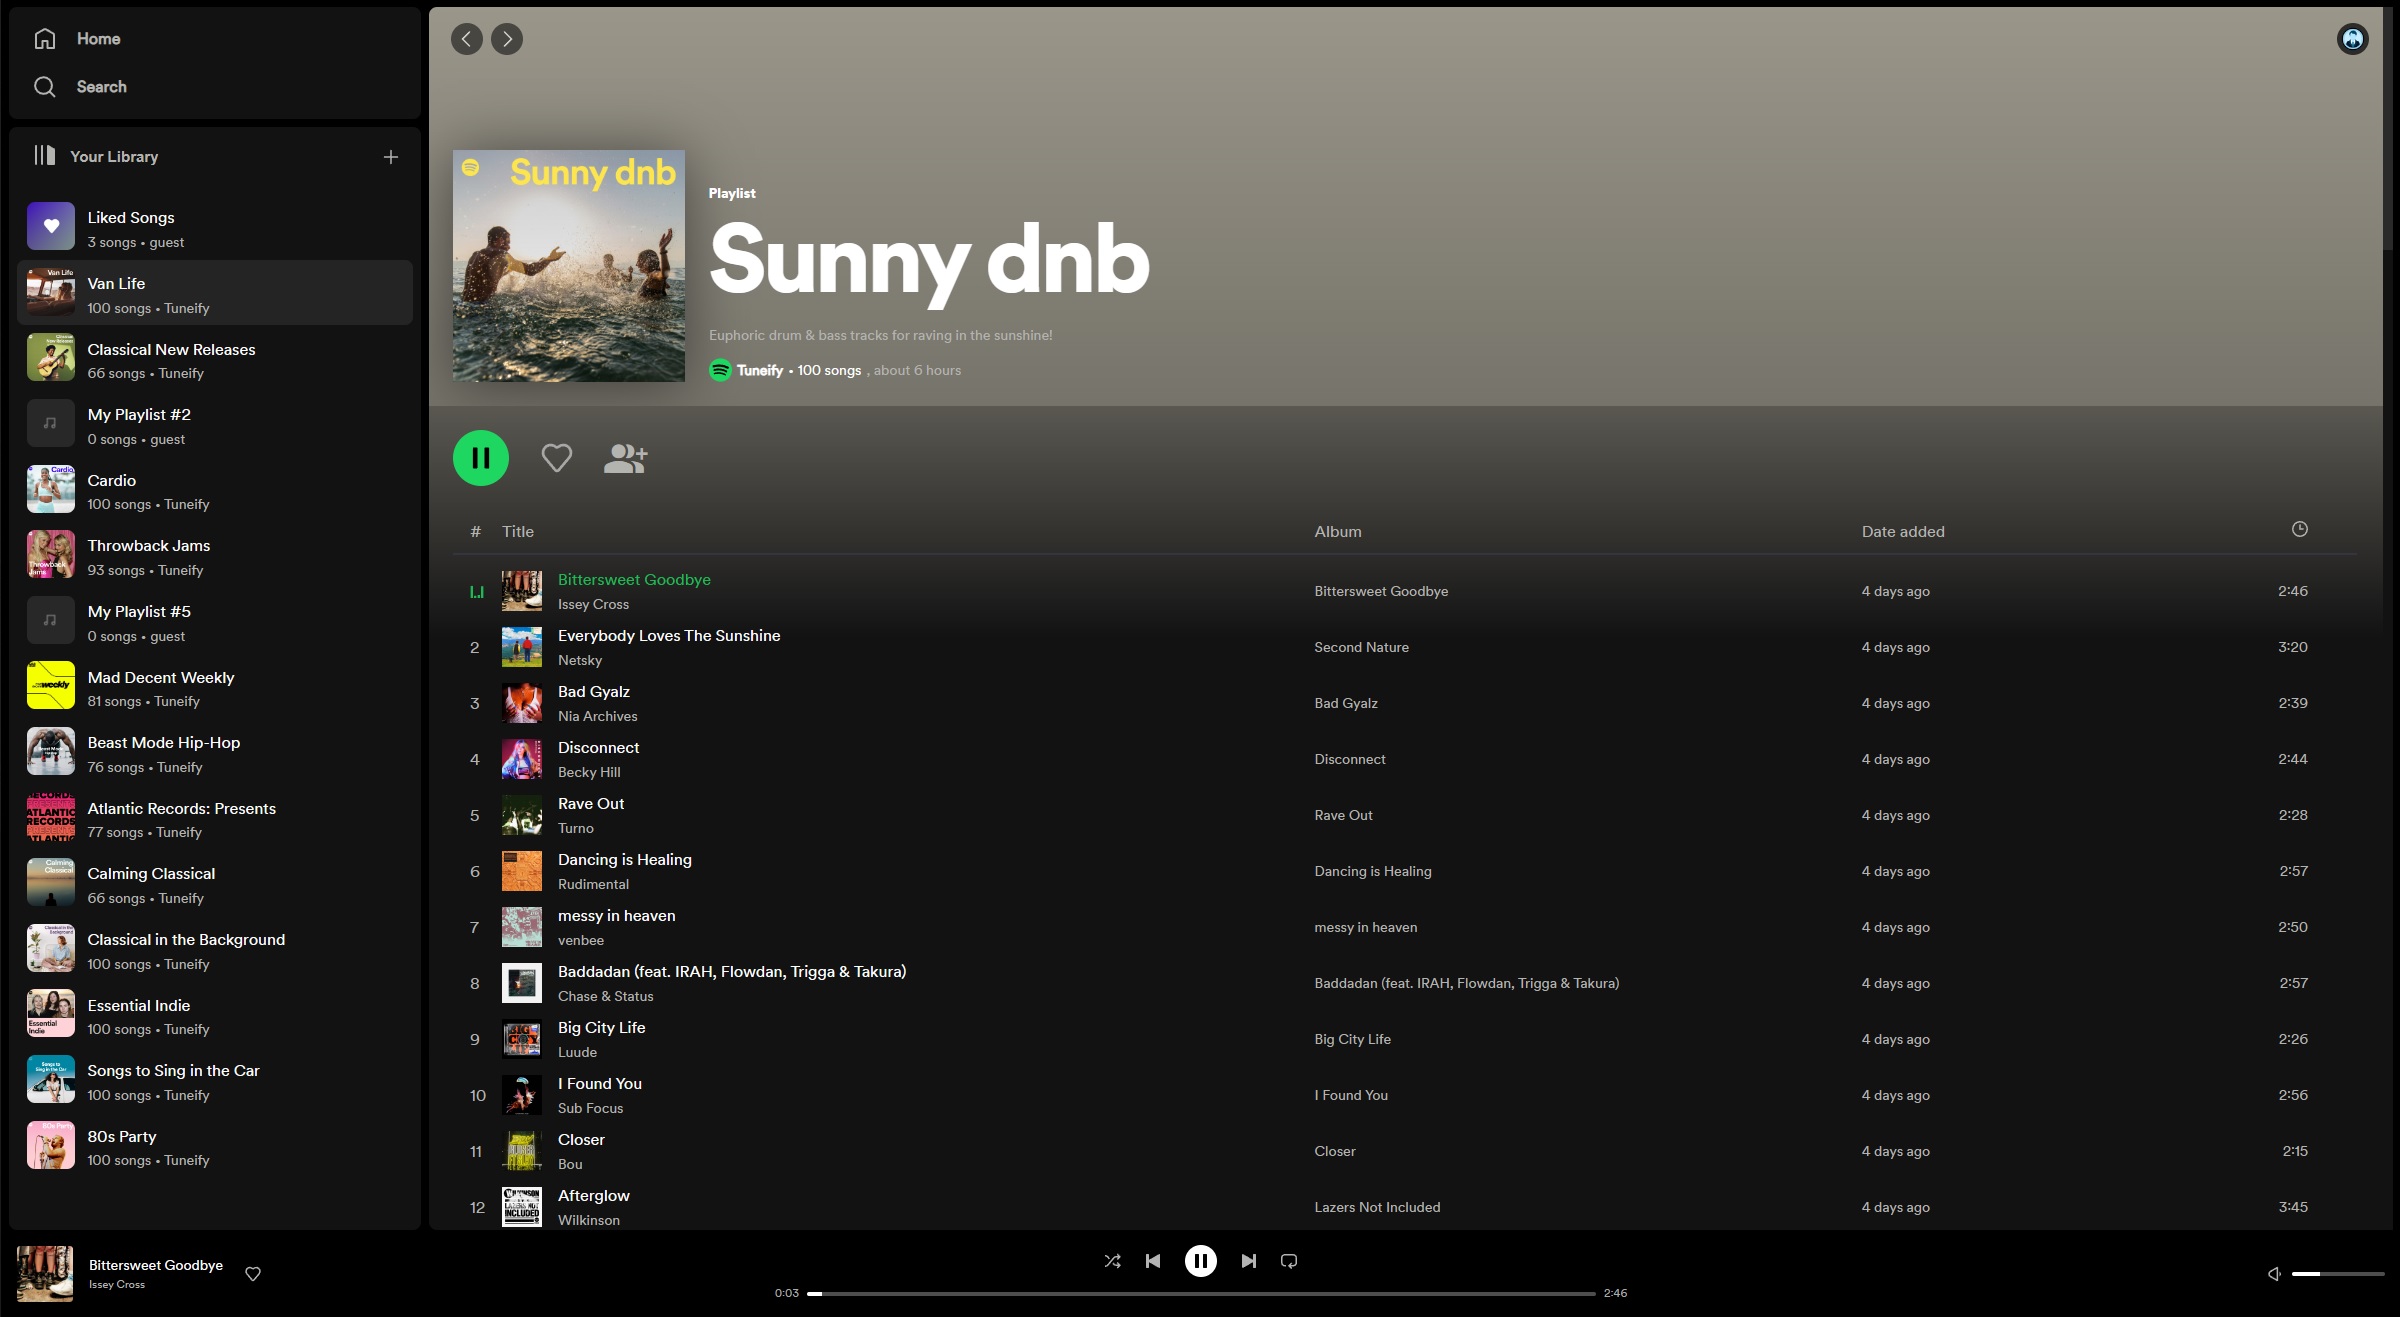 Home
Search
Your Library
Liked Songs
3 songs • guest
Van Life
100 songs • Tuneify
Classical New Releases
66 songs • Tuneify
My Playlist #2
0 songs • guest
Cardio
100 songs • Tuneify
Throwback Jams
93 songs • Tuneify
My Playlist #5
0 songs • guest
Mad Decent Weekly
81 songs • Tuneify
Beast Mode Hip-Hop
76 songs • Tuneify
Atlantic Records: Presents
77 songs • Tuneify
Calming Classical
66 songs • Tuneify
Classical in the Background
100 songs • Tuneify
Essential Indie
100 songs • Tuneify
Songs to Sing in the Car
100 songs • Tuneify
80s Party
100 songs • Tuneify
Sunny dnb
Playlist
Sunny dnb
Euphoric drum & bass tracks for raving in the sunshine!
Tuneify • 100 songs , about 6 hours
# Title Album Date added
Bittersweet Goodbye
Issey Cross
Bittersweet Goodbye 4 days ago 2:46
2 Everybody Loves The Sunshine
Netsky
Second Nature 4 days ago 3:20
3 Bad Gyalz
Nia Archives
Bad Gyalz 4 days ago 2:39
4 Disconnect
Becky Hill
Disconnect 4 days ago 2:44
5 Rave Out
Turno
Rave Out 4 days ago 2:28
6 Dancing is Healing
Rudimental
Dancing is Healing 4 days ago 2:57
7 messy in heaven
venbee
messy in heaven 4 days ago 2:50
8 Baddadan (feat. IRAH, Flowdan, Trigga & Takura)
Chase & Status
Baddadan (feat. IRAH, Flowdan, Trigga & Takura) 4 days ago 2:57
9 Big City Life
Luude
Big City Life 4 days ago 2:26
10 I Found You
Sub Focus
I Found You 4 days ago 2:56
11 Closer
Bou
Closer 4 days ago 2:15
12 Afterglow
Wilkinson
Lazers Not Included 4 days ago 3:45
Bittersweet Goodbye
Issey Cross
0:03 2:46